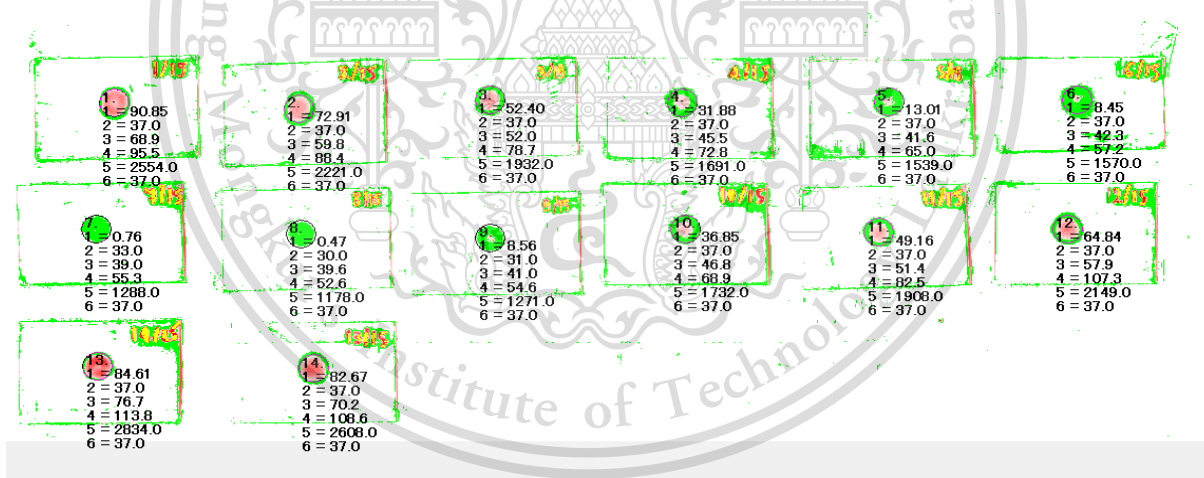 1/15
1.
1 = 90.85
2 = 37.0
3 = 68.9
4 = 95.5
5 = 2554.0
6 = 37.0
2/15
2.
1 = 72.91
2 = 37.0
3 = 59.8
4 = 88.4
5 = 2221.0
6 = 37.0
3/15
3.
1 = 52.40
2 = 37.0
3 = 52.0
4 = 78.7
5 = 1932.0
6 = 37.0
4/15
4.
1 = 31.88
2 = 37.0
3 = 45.5
4 = 72.8
5 = 1691.0
6 = 37.0
5.
1 = 13.01
2 = 37.0
3 = 41.6
4 = 65.0
5 = 1539.0
6 = 37.0
6.
1 = 8.45
2 = 37.0
3 = 42.3
4 = 57.2
5 = 1570.0
6 = 37.0
7
1 = 0.76
2 = 33.0
3 = 39.0
4 = 55.3
5 = 1288.0
6 = 37.0
8.
1 = 0.47
2 = 30.0
3 = 39.6
4 = 52.6
5 = 1178.0
6 = 37.0
9
1 = 8.56
2 = 31.0
3 = 41.0
4 = 54.6
5 = 1271.0
6 = 37.0
10/15
10.
1 = 36.85
2 = 37.0
3 = 46.8
4 = 68.9
5 = 1732.0
6 = 37.0
11/15
11.
1 = 49.16
2 = 37.0
3 = 51.4
4 = 82.5
5 = 1908.0
6 = 37.0
12/15
12.
1 = 64.84
2 = 37.0
3 = 57.9
4 = 107.3
5 = 2149.0
6 = 37.0
13.
1 = 84.61
2 = 37.0
3 = 76.7
4 = 113.8
5 = 2834.0
6 = 37.0
14.
1 = 82.67
2 = 37.0
3 = 70.2
4 = 108.6
5 = 2608.0
6 = 37.0
Institute of Technology